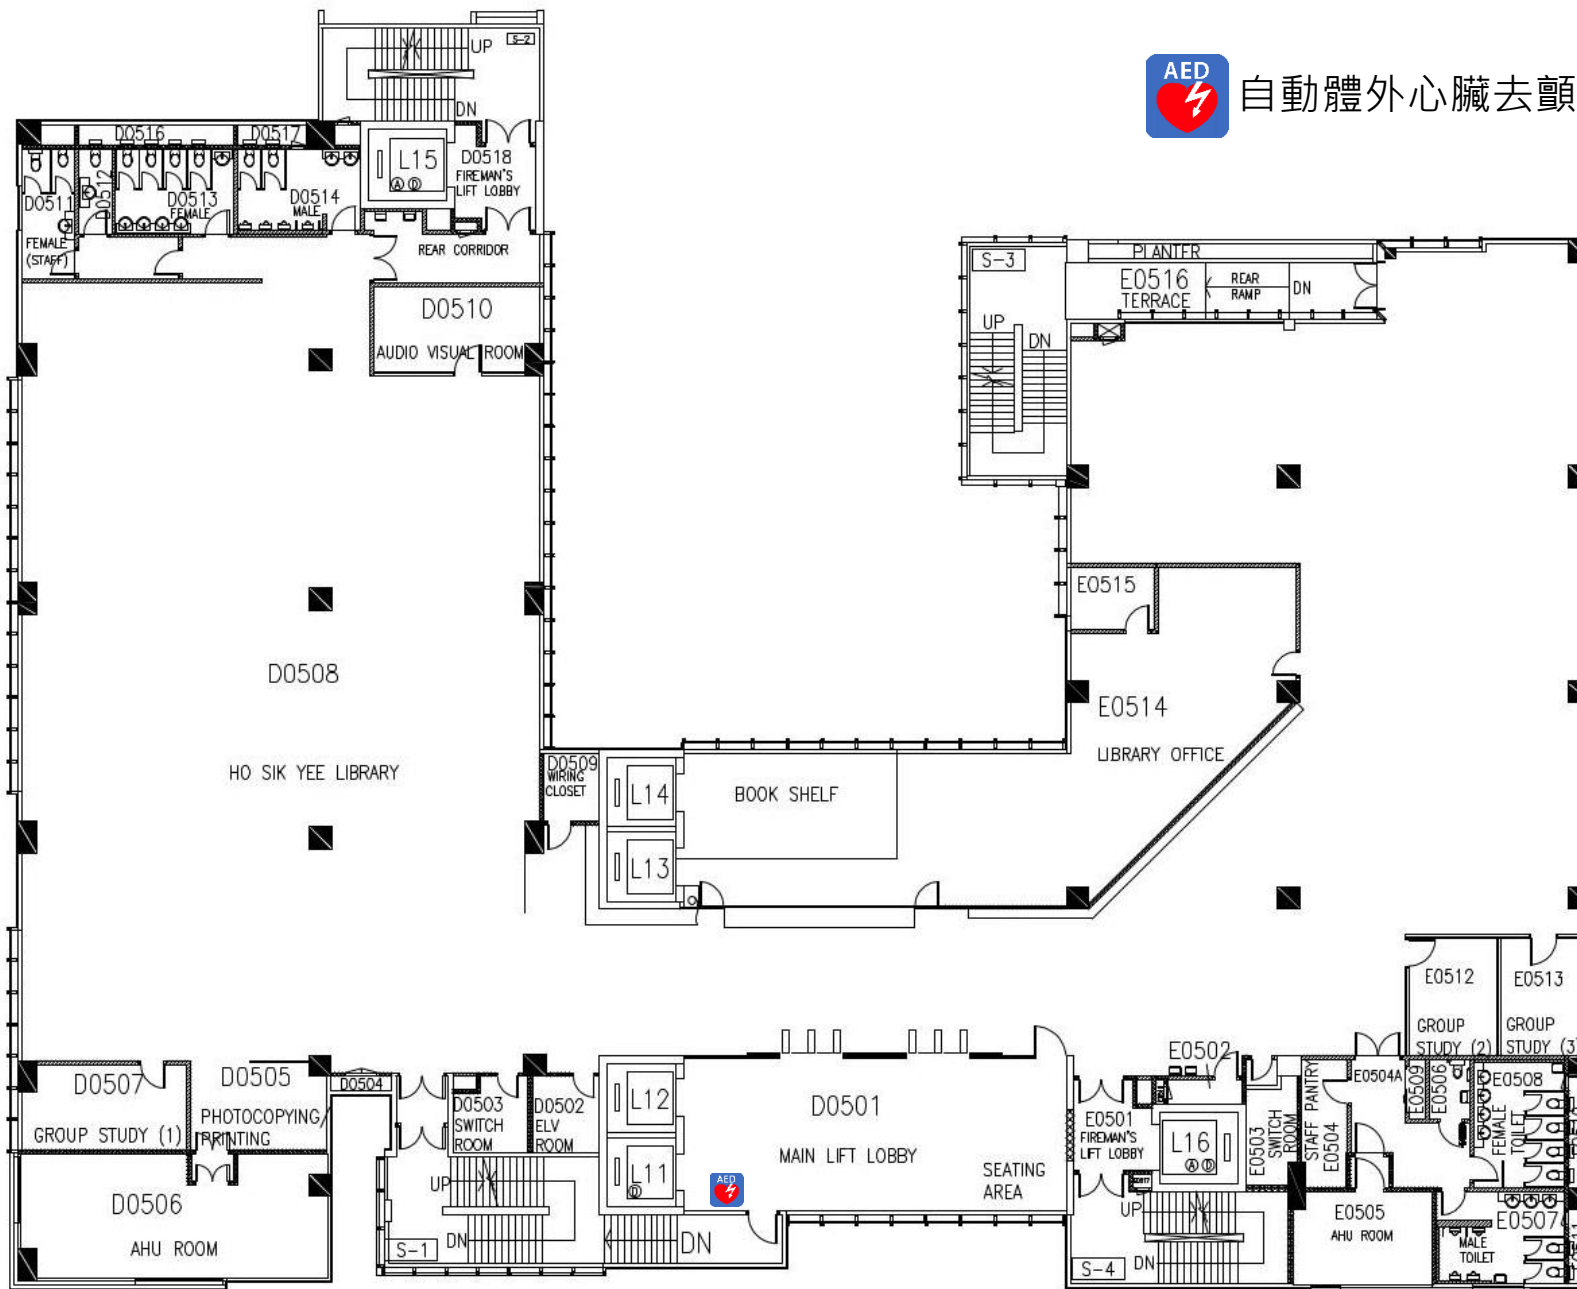 UP
S-2
DN
AED
自動體外心臟去顫
D0516
D0517
L15
A D
D0518
FIREMAN'S
LIFT LOBBY
D0511
D0512
D0513
FEMALE
D0514
MALE
FEMALE
(STAFF)
REAR CORRIDOR
S-3
PLANTER
E0516
TERRACE
REAR
RAMP
DN
D0510
AUDIO VISUAL ROOM
UP
DN
E0515
D0508
HO SIK YEE LIBRARY
E0514
LIBRARY OFFICE
D0509
WIRING
CLOSET
L14
BOOK SHELF
L13
E0512
GROUP
STUDY (2)
E0513
GROUP
STUDY (3)
D0507
GROUP STUDY (1)
D0505
PHOTOCOPYING/
PRINTING
D0504
D0503
SWITCH
ROOM
D0502
ELV
ROOM
L12
D0501
MAIN LIFT LOBBY
SEATING
AREA
L11
D
AED
E0501
FIREMAN'S
LIFT LOBBY
E0502
L16
A D
E0503
SWITCH
ROOM
STAFF PANTRY
E0504
E0504A
E0509
E0506
E0508
FEMALE
TOILET
D0506
AHU ROOM
UP
DN
S-1
DN
UP
S-4
DN
E0505
AHU ROOM
E0507
MALE
TOILET